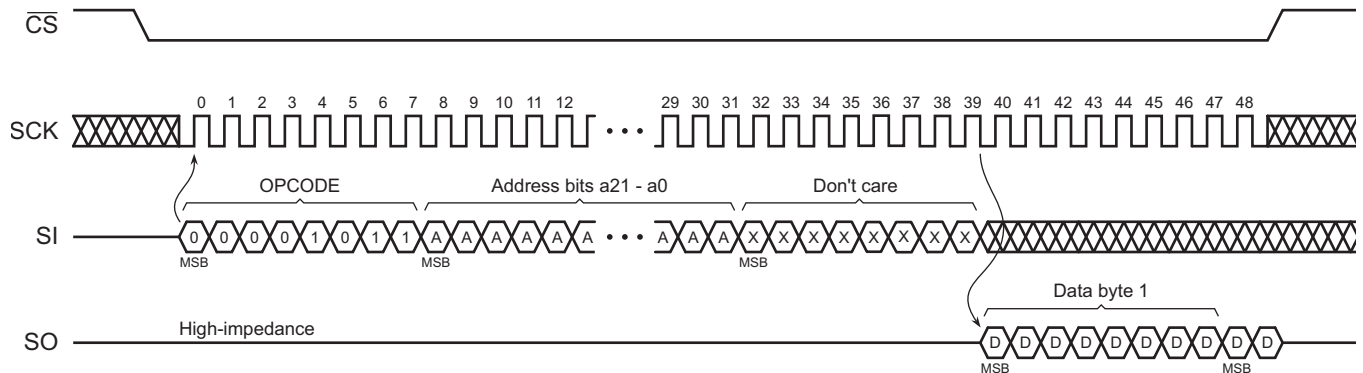 CS
0 1 2 3 4 5 6 7 8 9 10 11 12 29 30 31 32 33 34 35 36 37 38 39 40 41 42 43 44 45 46 47 48
SCK
OPCODE Address bits a21 - a0 Don't care
SI 0 0 0 0 1 0 1 1 A A A A A A A A A X X X X X X X X
MSB MSB MSB
Data byte 1
High-impedance
SO D D D D D D D D D D
MSB MSB